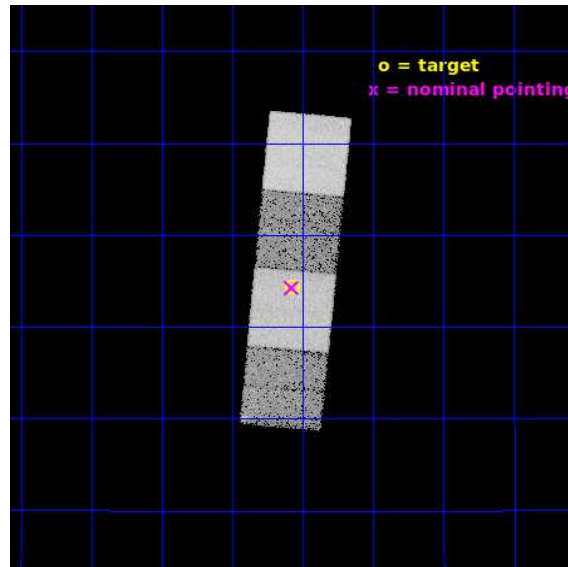 o = target
x = nominal pointing